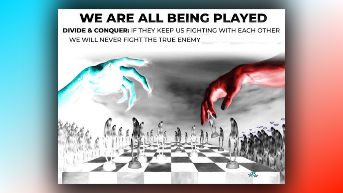 WE ARE ALL BEING PLAYED
DIVIDE & CONQUER: IF THEY KEEP US FIGHTING WITH EACH OTHER
WE WILL NEVER FIGHT THE TRUE ENEMY